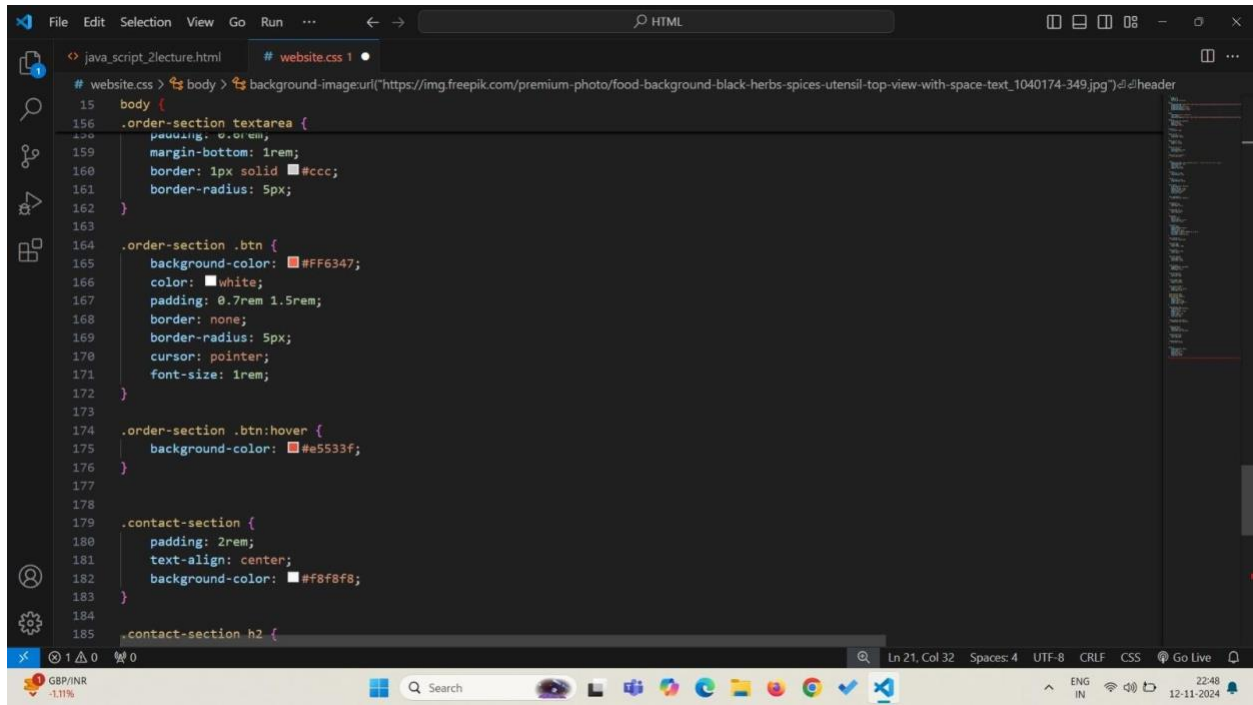 File Edit Selection View Go Run ··· ← → HTML
java_script_2lecture.html # website.css 1 ●
# website.css > body > background-image:url("https://img.freepik.com/premium-photo/food-background-black-herbs-spices-utensil-top-view-with-space-text_1040174-349.jpg")⏎⏎header
15 body {
156 .order-section textarea {
158 padding: 0.6rem;
159 margin-bottom: 1rem;
160 border: 1px solid #ccc;
161 border-radius: 5px;
162 }
163
164 .order-section .btn {
165 background-color: #FF6347;
166 color: white;
167 padding: 0.7rem 1.5rem;
168 border: none;
169 border-radius: 5px;
170 cursor: pointer;
171 font-size: 1rem;
172 }
173
174 .order-section .btn:hover {
175 background-color: #e5533f;
176 }
177
178
179 .contact-section {
180 padding: 2rem;
181 text-align: center;
182 background-color: #f8f8f8;
183 }
184
185 .contact-section h2 {
1 0 0 Ln 21, Col 32 Spaces: 4 UTF-8 CRLF CSS Go Live
1 GBP/INR Search ENG 22:48
-1.11% IN 12-11-2024